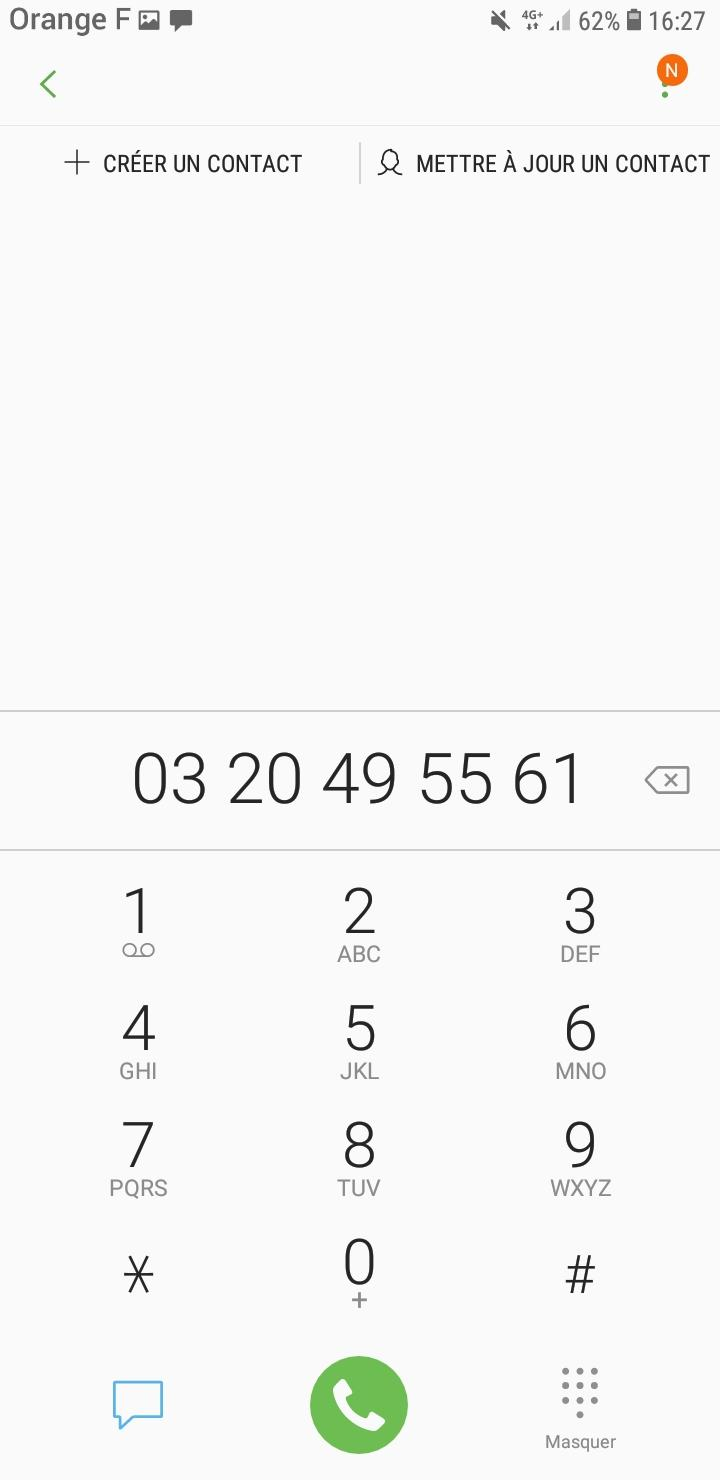 Orange F 4G+ 62% 16:27
N
CRÉER UN CONTACT METTRE À JOUR UN CONTACT
03 20 49 55 61
1 2 3
ABC DEF
4 5 6
GHI JKL MNO
7 8 9
PQRS TUV WXYZ
* 0 #
+
Masquer